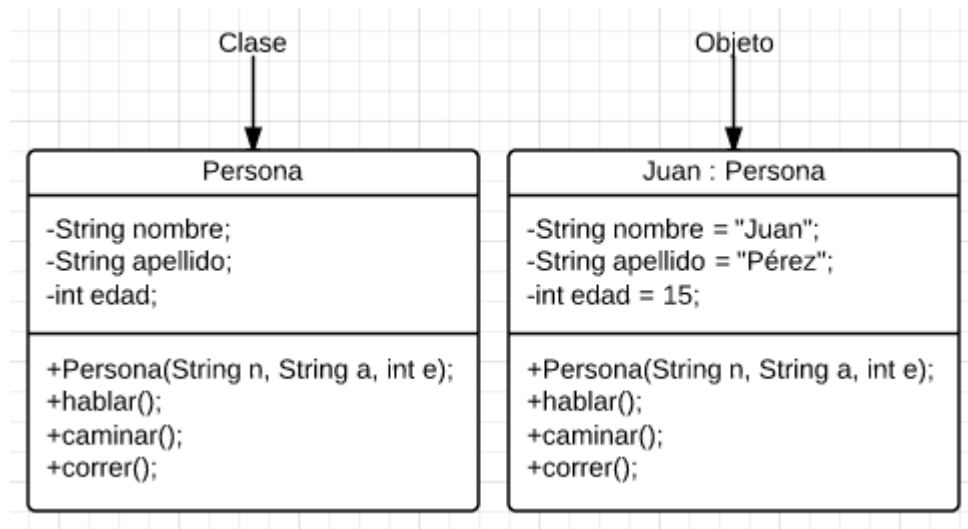 Clase
Persona
-String nombre;
-String apellido;
-int edad;
+Persona(String n, String a, int e);
+hablar();
+caminar();
+correr();
Objeto
Juan : Persona
-String nombre = "Juan";
-String apellido = "Pérez";
-int edad = 15;
+Persona(String n, String a, int e);
+hablar();
+caminar();
+correr();